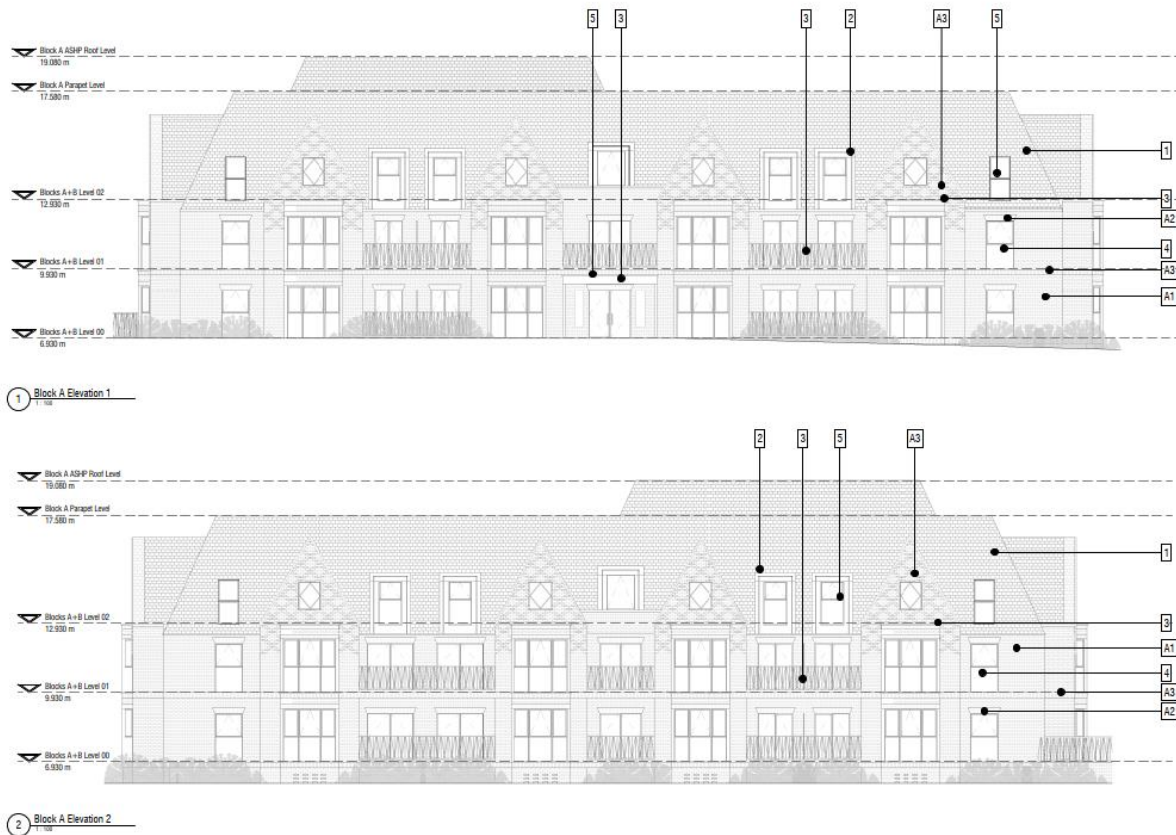 5 3 3 2 A3 5
Block A ASHP Roof Level
19.080 m
Block A Parapet Level
17.580 m
1
Blocks A+B Level 02
12.930 m
3
A2
4
Blocks A+B Level 01
9.930 m
A3
A1
Blocks A+B Level 00
6.930 m
1 Block A Elevation 1
1 : 100
2 3 5 A3
Block A ASHP Roof Level
19.080 m
Block A Parapet Level
17.580 m
1
Blocks A+B Level 02
12.930 m
3
A1
4
Blocks A+B Level 01
9.930 m
A3
A2
Blocks A+B Level 00
6.930 m
2 Block A Elevation 2
1 : 100